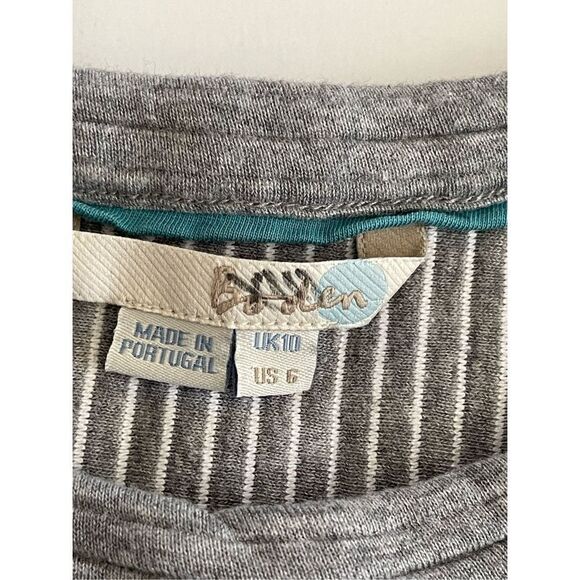 Boden
MADE IN
PORTUGAL
UK10
US 6